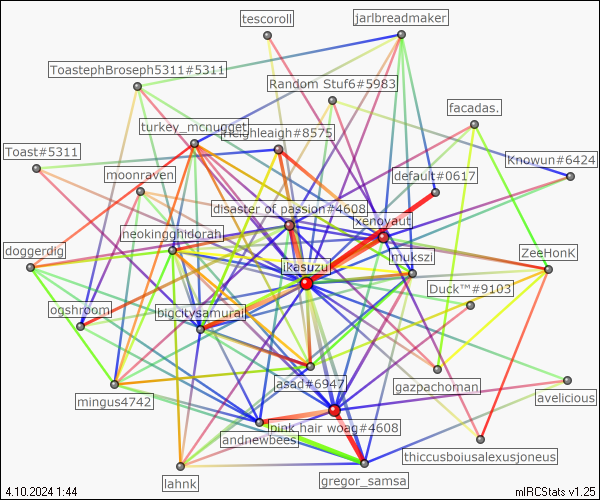 tescoroll
jarlbreadmaker
ToastephBroseph5311#5311
Random Stuf6#5983
facadas.
turkey_mcnugget
neighleaigh#8575
Toast#5311
Knowun#6424
moonraven
default#0617
disaster of passion#4608
xenoyaut
neokingghidorah
doggerdig
mukszi
ZeeHonK
ikasuzu
Duck™#9103
ogshroom
bigcitysamurai
asad#6947
gazpachoman
avelicious
mingus4742
pink hair woag#4608
andnewbees
thiccusboiusalexusjoneus
lahnk
gregor_samsa
4.10.2024 1:44
mIRCStats v1.25